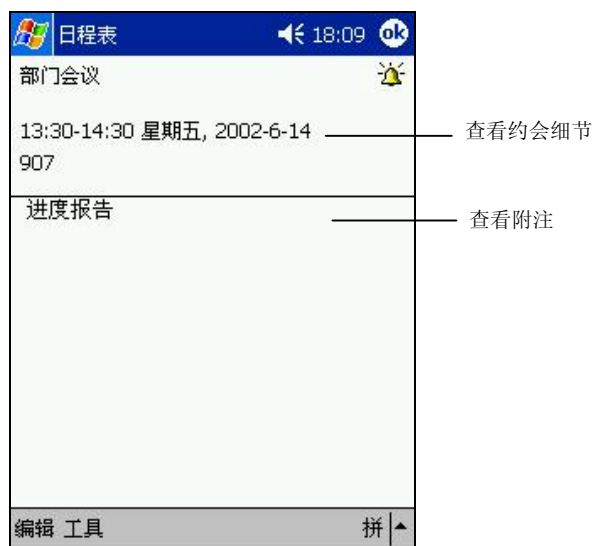 日程表 18:09 ok
部门会议
13:30-14:30 星期五, 2002-6-14
查看约会细节
907
进度报告
查看附注
编辑 工具 拼